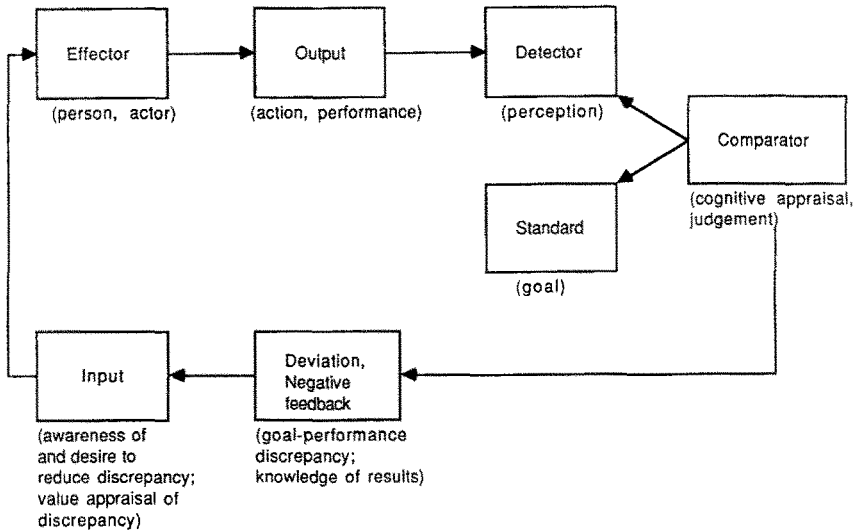 Effector
(person, actor)
Output
(action, performance)
Detector
(perception)
Comparator
(cognitive appraisal,
judgement)
Standard
(goal)
Input
(awareness of
and desire to
reduce discrepancy;
value appraisal of
discrepancy)
Deviation,
Negative
feedback
(goal-performance
discrepancy;
knowledge of results)